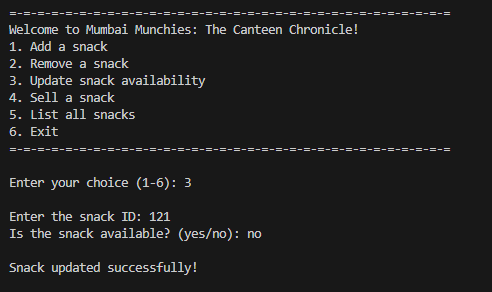 =-=-=-=-=-=-=-=-=-=-=-=-=-=-=-=-=-=-=-=-=-=-=-=-=-=-=-=-=-=-=-=
Welcome to Mumbai Munchies: The Canteen Chronicle!
1. Add a snack
2. Remove a snack
3. Update snack availability
4. Sell a snack
5. List all snacks
6. Exit
=-=-=-=-=-=-=-=-=-=-=-=-=-=-=-=-=-=-=-=-=-=-=-=-=-=-=-=-=-=-=-=
Enter your choice (1-6): 3
Enter the snack ID: 121
Is the snack available? (yes/no): no
Snack updated successfully!